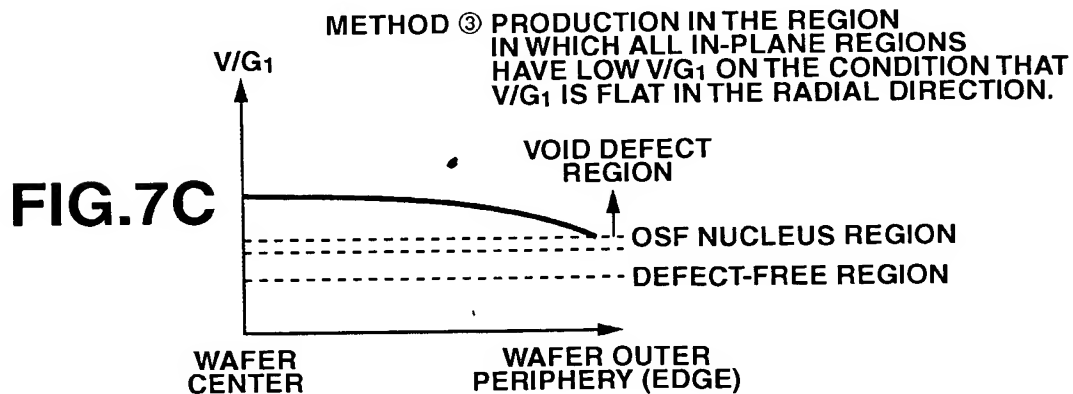 METHOD ③ PRODUCTION IN THE REGION
IN WHICH ALL IN-PLANE REGIONS
HAVE LOW V/G1 ON THE CONDITION THAT
V/G1 IS FLAT IN THE RADIAL DIRECTION.
V/G1
VOID DEFECT
REGION
FIG.7C
OSF NUCLEUS REGION
DEFECT-FREE REGION
WAFER
CENTER
WAFER OUTER
PERIPHERY (EDGE)